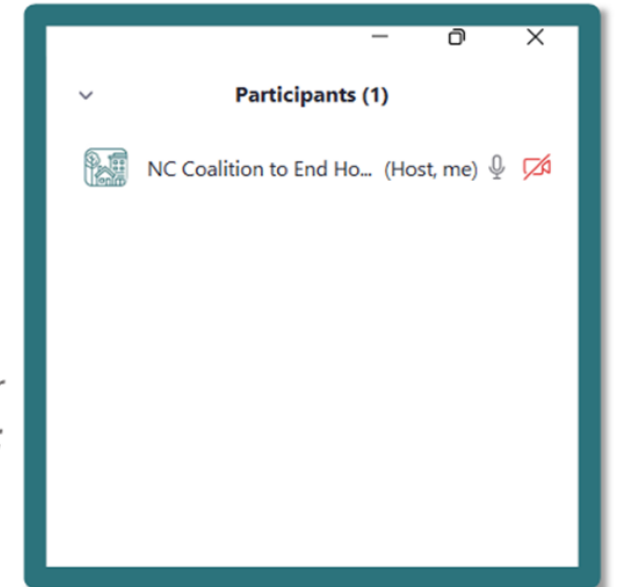 Participants (1)
NC Coalition to End Ho... (Host, me)